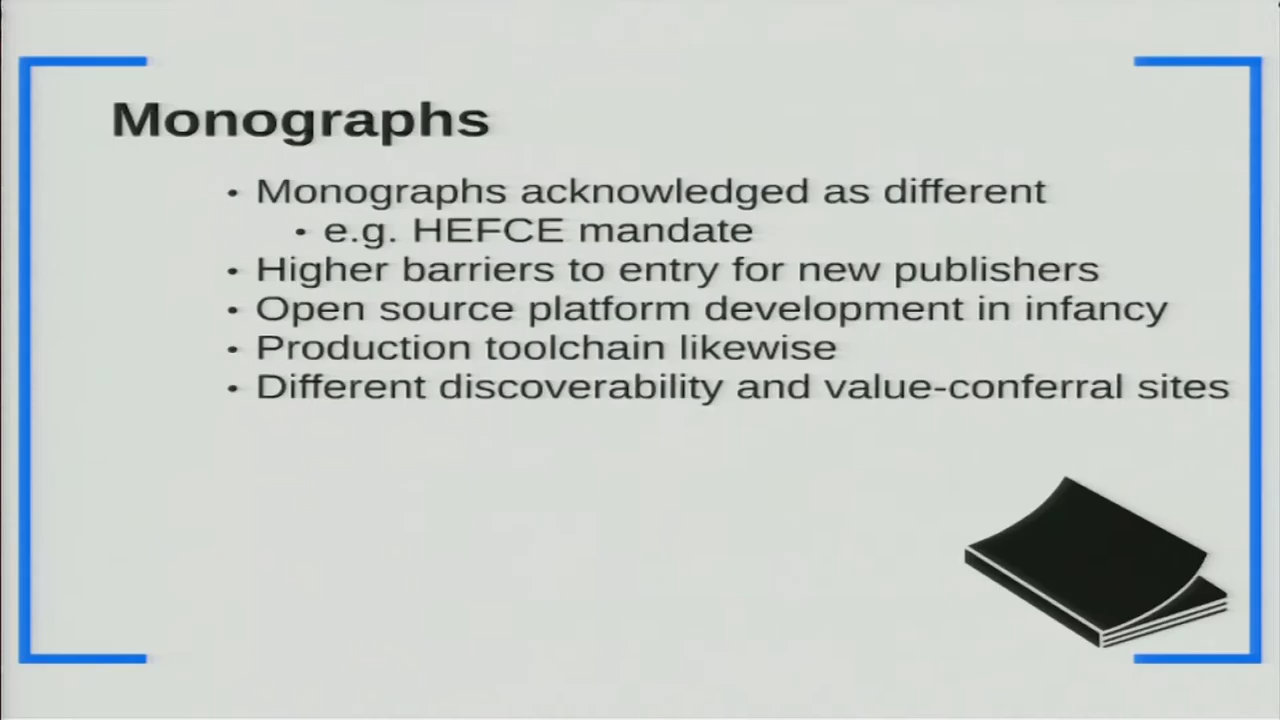 Monographs
• Monographs acknowledged as different
• e.g. HEFCE mandate
• Higher barriers to entry for new publishers
• Open source platform development in infancy
• Production toolchain likewise
• Different discoverability and value-conferral sites